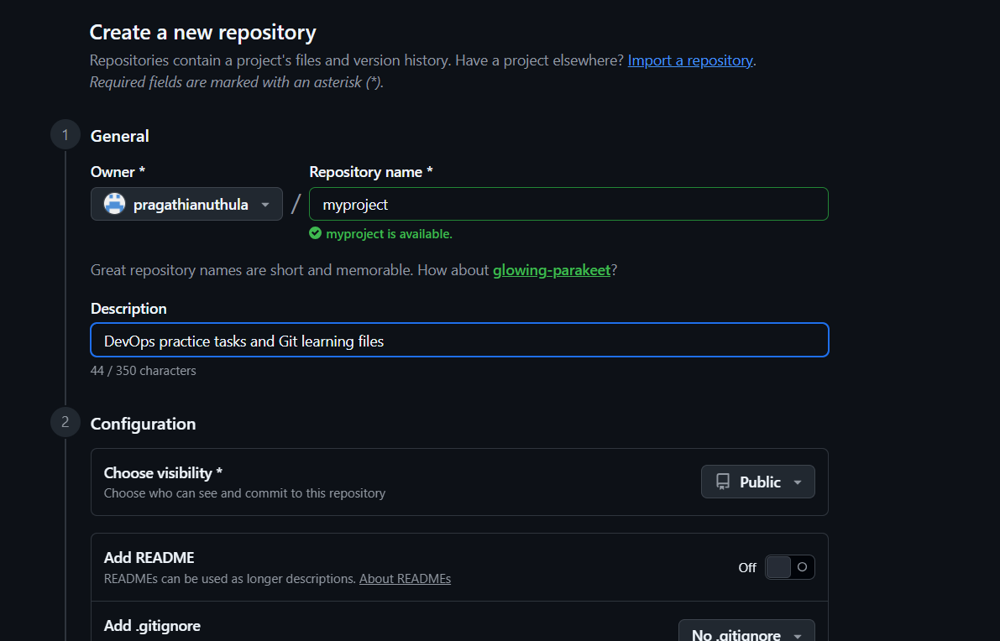 Create a new repository
Repositories contain a project's files and version history. Have a project elsewhere? Import a repository.
Required fields are marked with an asterisk (*).
1 General
Owner * Repository name *
pragathianuthula / myproject
myproject is available.
Great repository names are short and memorable. How about glowing-parakeet?
Description
DevOps practice tasks and Git learning files
44 / 350 characters
2 Configuration
Choose visibility *
Choose who can see and commit to this repository
Public
Add README
READMEs can be used as longer descriptions. About READMEs
Off
Add .gitignore
No .gitignore